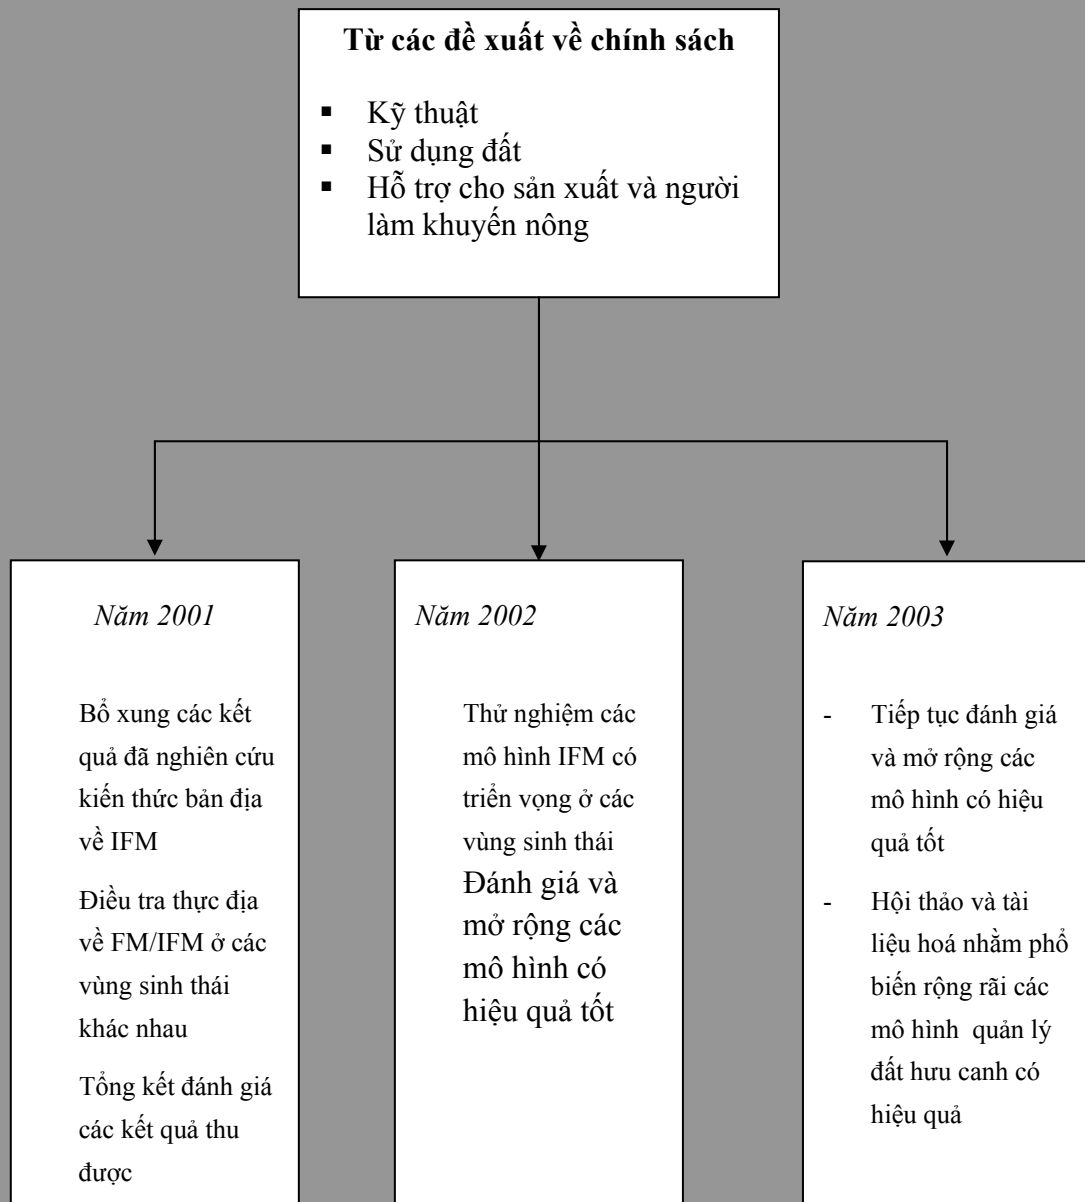 Từ các đề xuất về chính sách
▪ Kỹ thuật
▪ Sử dụng đất
▪ Hỗ trợ cho sản xuất và người
làm khuyến nông
Năm 2001
Bổ xung các kết
quả đã nghiên cứu
kiến thức bản địa
về IFM
Điều tra thực địa
về FM/IFM ở các
vùng sinh thái
khác nhau
Tổng kết đánh giá
các kết quả thu
được
Năm 2002
Thử nghiệm các
mô hình IFM có
triển vọng ở các
vùng sinh thái
Đánh giá và
mở rộng các
mô hình có
hiệu quả tốt
Năm 2003
- Tiếp tục đánh giá
và mở rộng các
mô hình có hiệu
quả tốt
- Hội thảo và tài
liệu hoá nhằm phổ
biến rộng rãi các
mô hình quản lý
đất hưu canh có
hiệu quả